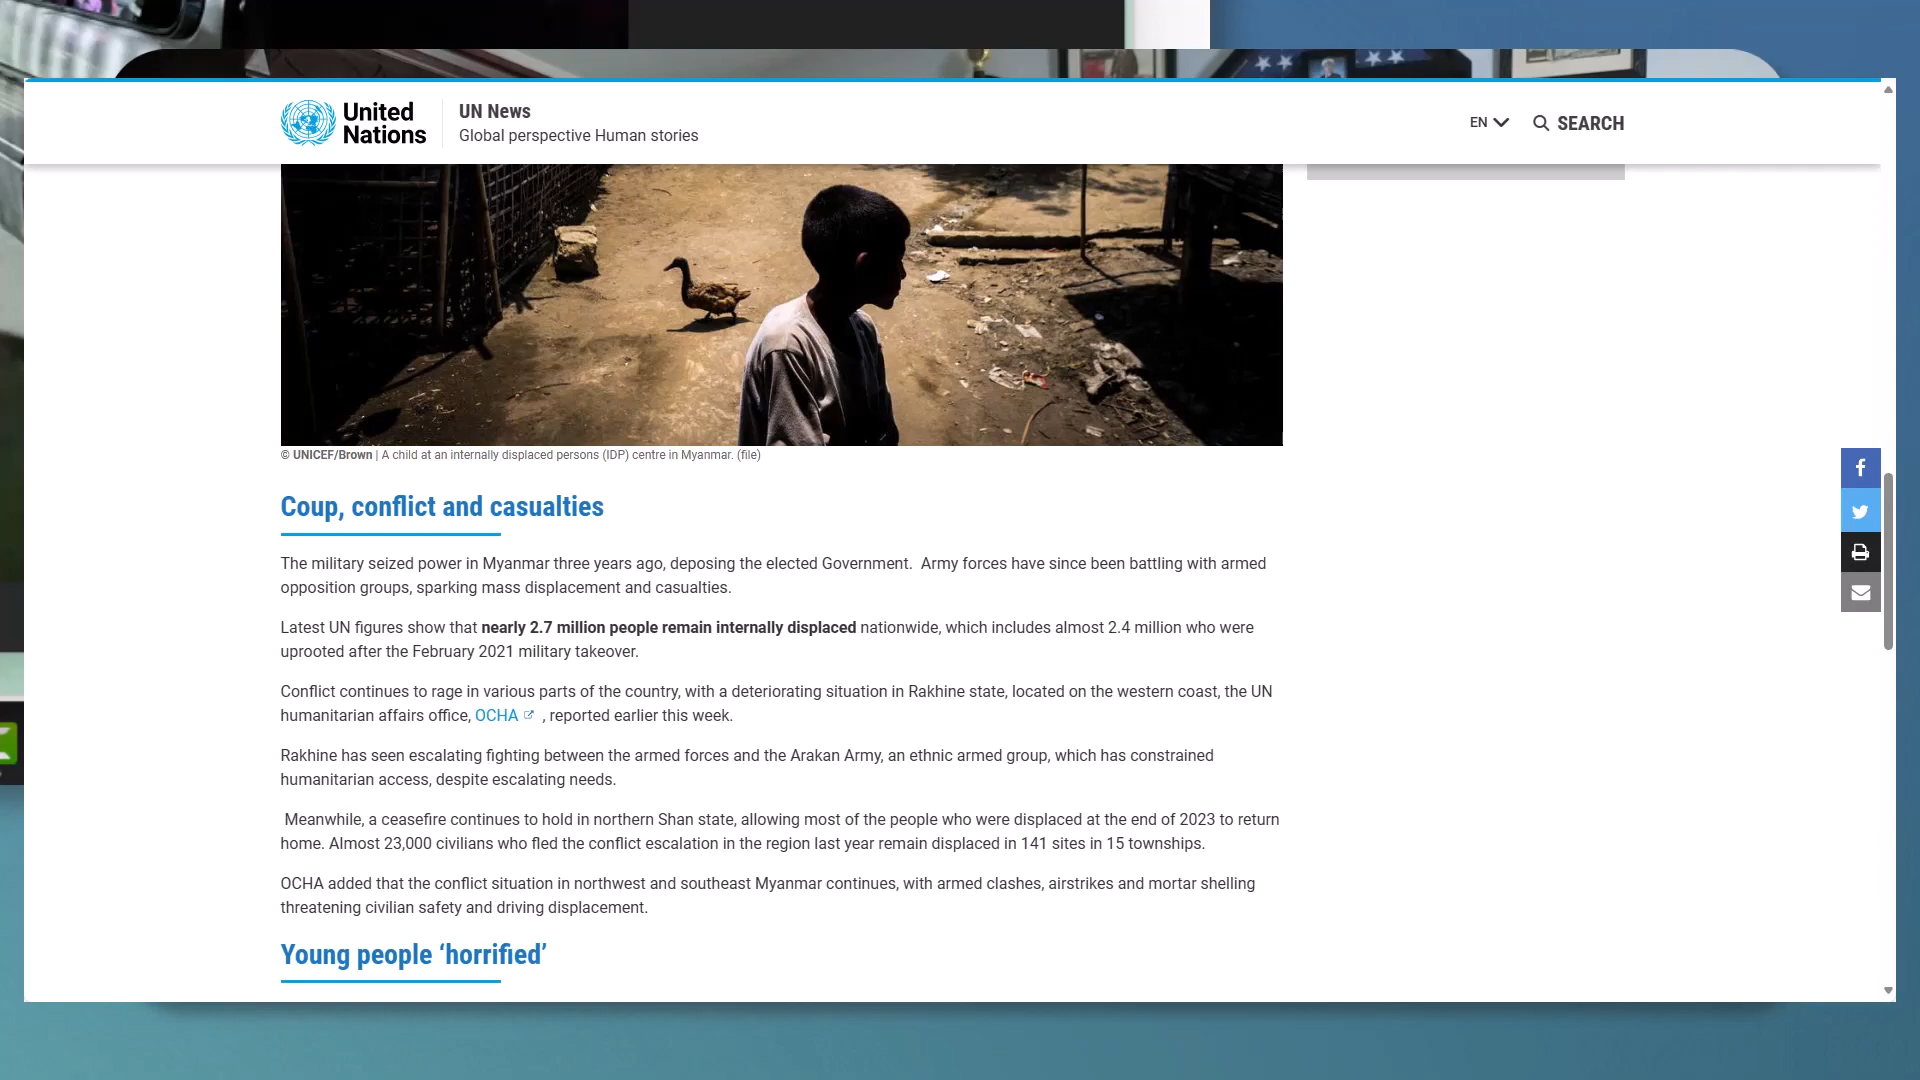 United
Nations
UN News
Global perspective Human stories
EN
SEARCH
© UNICEF/Brown | A child at an internally displaced persons (IDP) centre in Myanmar. (file)
Coup, conflict and casualties
The military seized power in Myanmar three years ago, deposing the elected Government.  Army forces have since been battling with armed
opposition groups, sparking mass displacement and casualties.
Latest UN figures show that nearly 2.7 million people remain internally displaced nationwide, which includes almost 2.4 million who were
uprooted after the February 2021 military takeover.
Conflict continues to rage in various parts of the country, with a deteriorating situation in Rakhine state, located on the western coast, the UN
humanitarian affairs office, OCHA , reported earlier this week.
Rakhine has seen escalating fighting between the armed forces and the Arakan Army, an ethnic armed group, which has constrained
humanitarian access, despite escalating needs.
Meanwhile, a ceasefire continues to hold in northern Shan state, allowing most of the people who were displaced at the end of 2023 to return
home. Almost 23,000 civilians who fled the conflict escalation in the region last year remain displaced in 141 sites in 15 townships.
OCHA added that the conflict situation in northwest and southeast Myanmar continues, with armed clashes, airstrikes and mortar shelling
threatening civilian safety and driving displacement.
Young people ‘horrified’